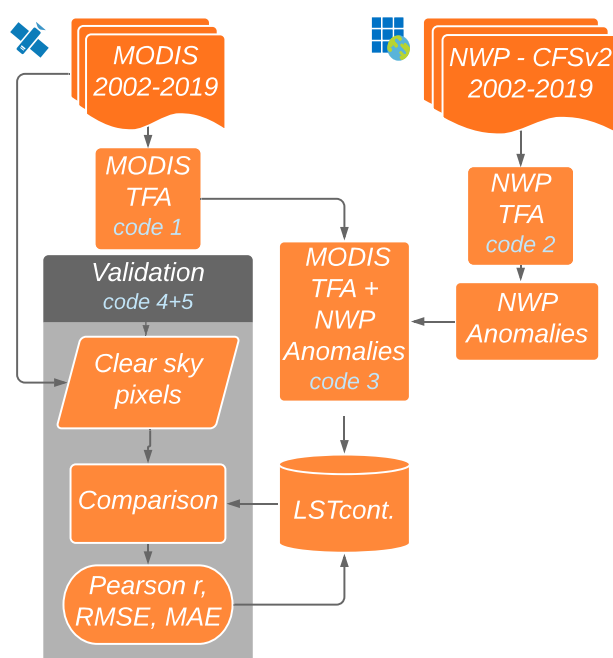 MODIS
2002-2019
NWP - CFSv2
2002-2019
MODIS
TFA
code 1
NWP
TFA
code 2
Validation
code 4+5
MODIS
TFA +
NWP
Anomalies
code 3
NWP
Anomalies
Clear sky
pixels
Comparison
LSTcont.
Pearson r,
RMSE, MAE